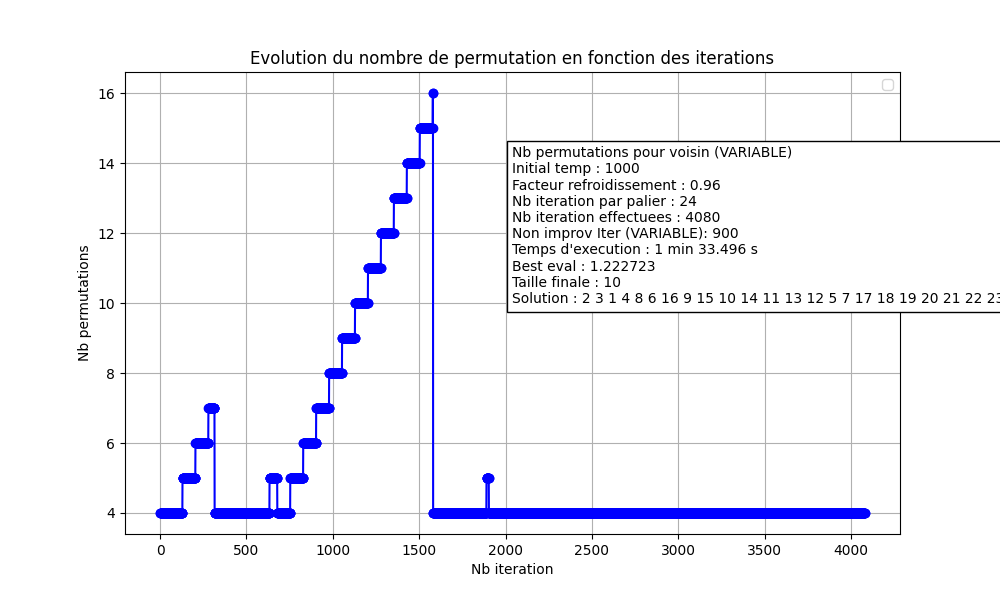 Evolution du nombre de permutation en fonction des iterations
16
14
12
10
8
6
4
Nb permutations
Nb permutations pour voisin (VARIABLE)
Initial temp : 1000
Facteur refroidissement : 0.96
Nb iteration par palier : 24
Nb iteration effectuees : 4080
Non improv Iter (VARIABLE): 900
Temps d'execution : 1 min 33.496 s
Best eval : 1.222723
Taille finale : 10
Solution : 2 3 1 4 8 6 16 9 15 10 14 11 13 12 5 7 17 18 19 20 21 22 23
0 500 1000 1500 2000 2500 3000 3500 4000
Nb iteration